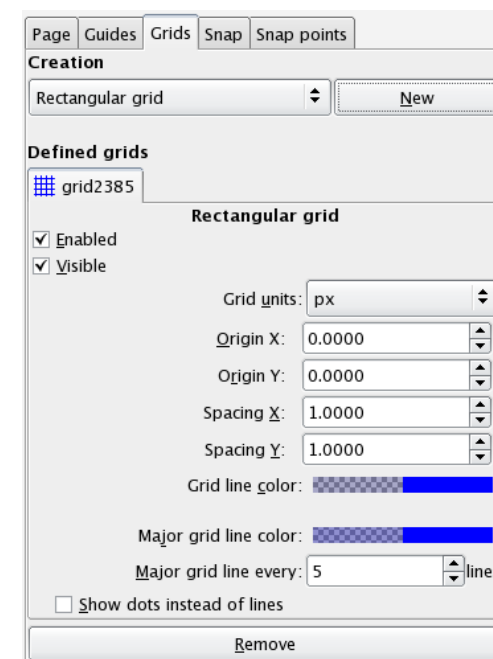 Page Guides Grids Snap Snap points
Creation
Rectangular grid New
Defined grids
grid2385
Rectangular grid
Enabled
Visible
Grid units: px
Origin X: 0.0000
Origin Y: 0.0000
Spacing X: 1.0000
Spacing Y: 1.0000
Grid line color:
Major grid line color:
Major grid line every: 5 line
Show dots instead of lines
Remove